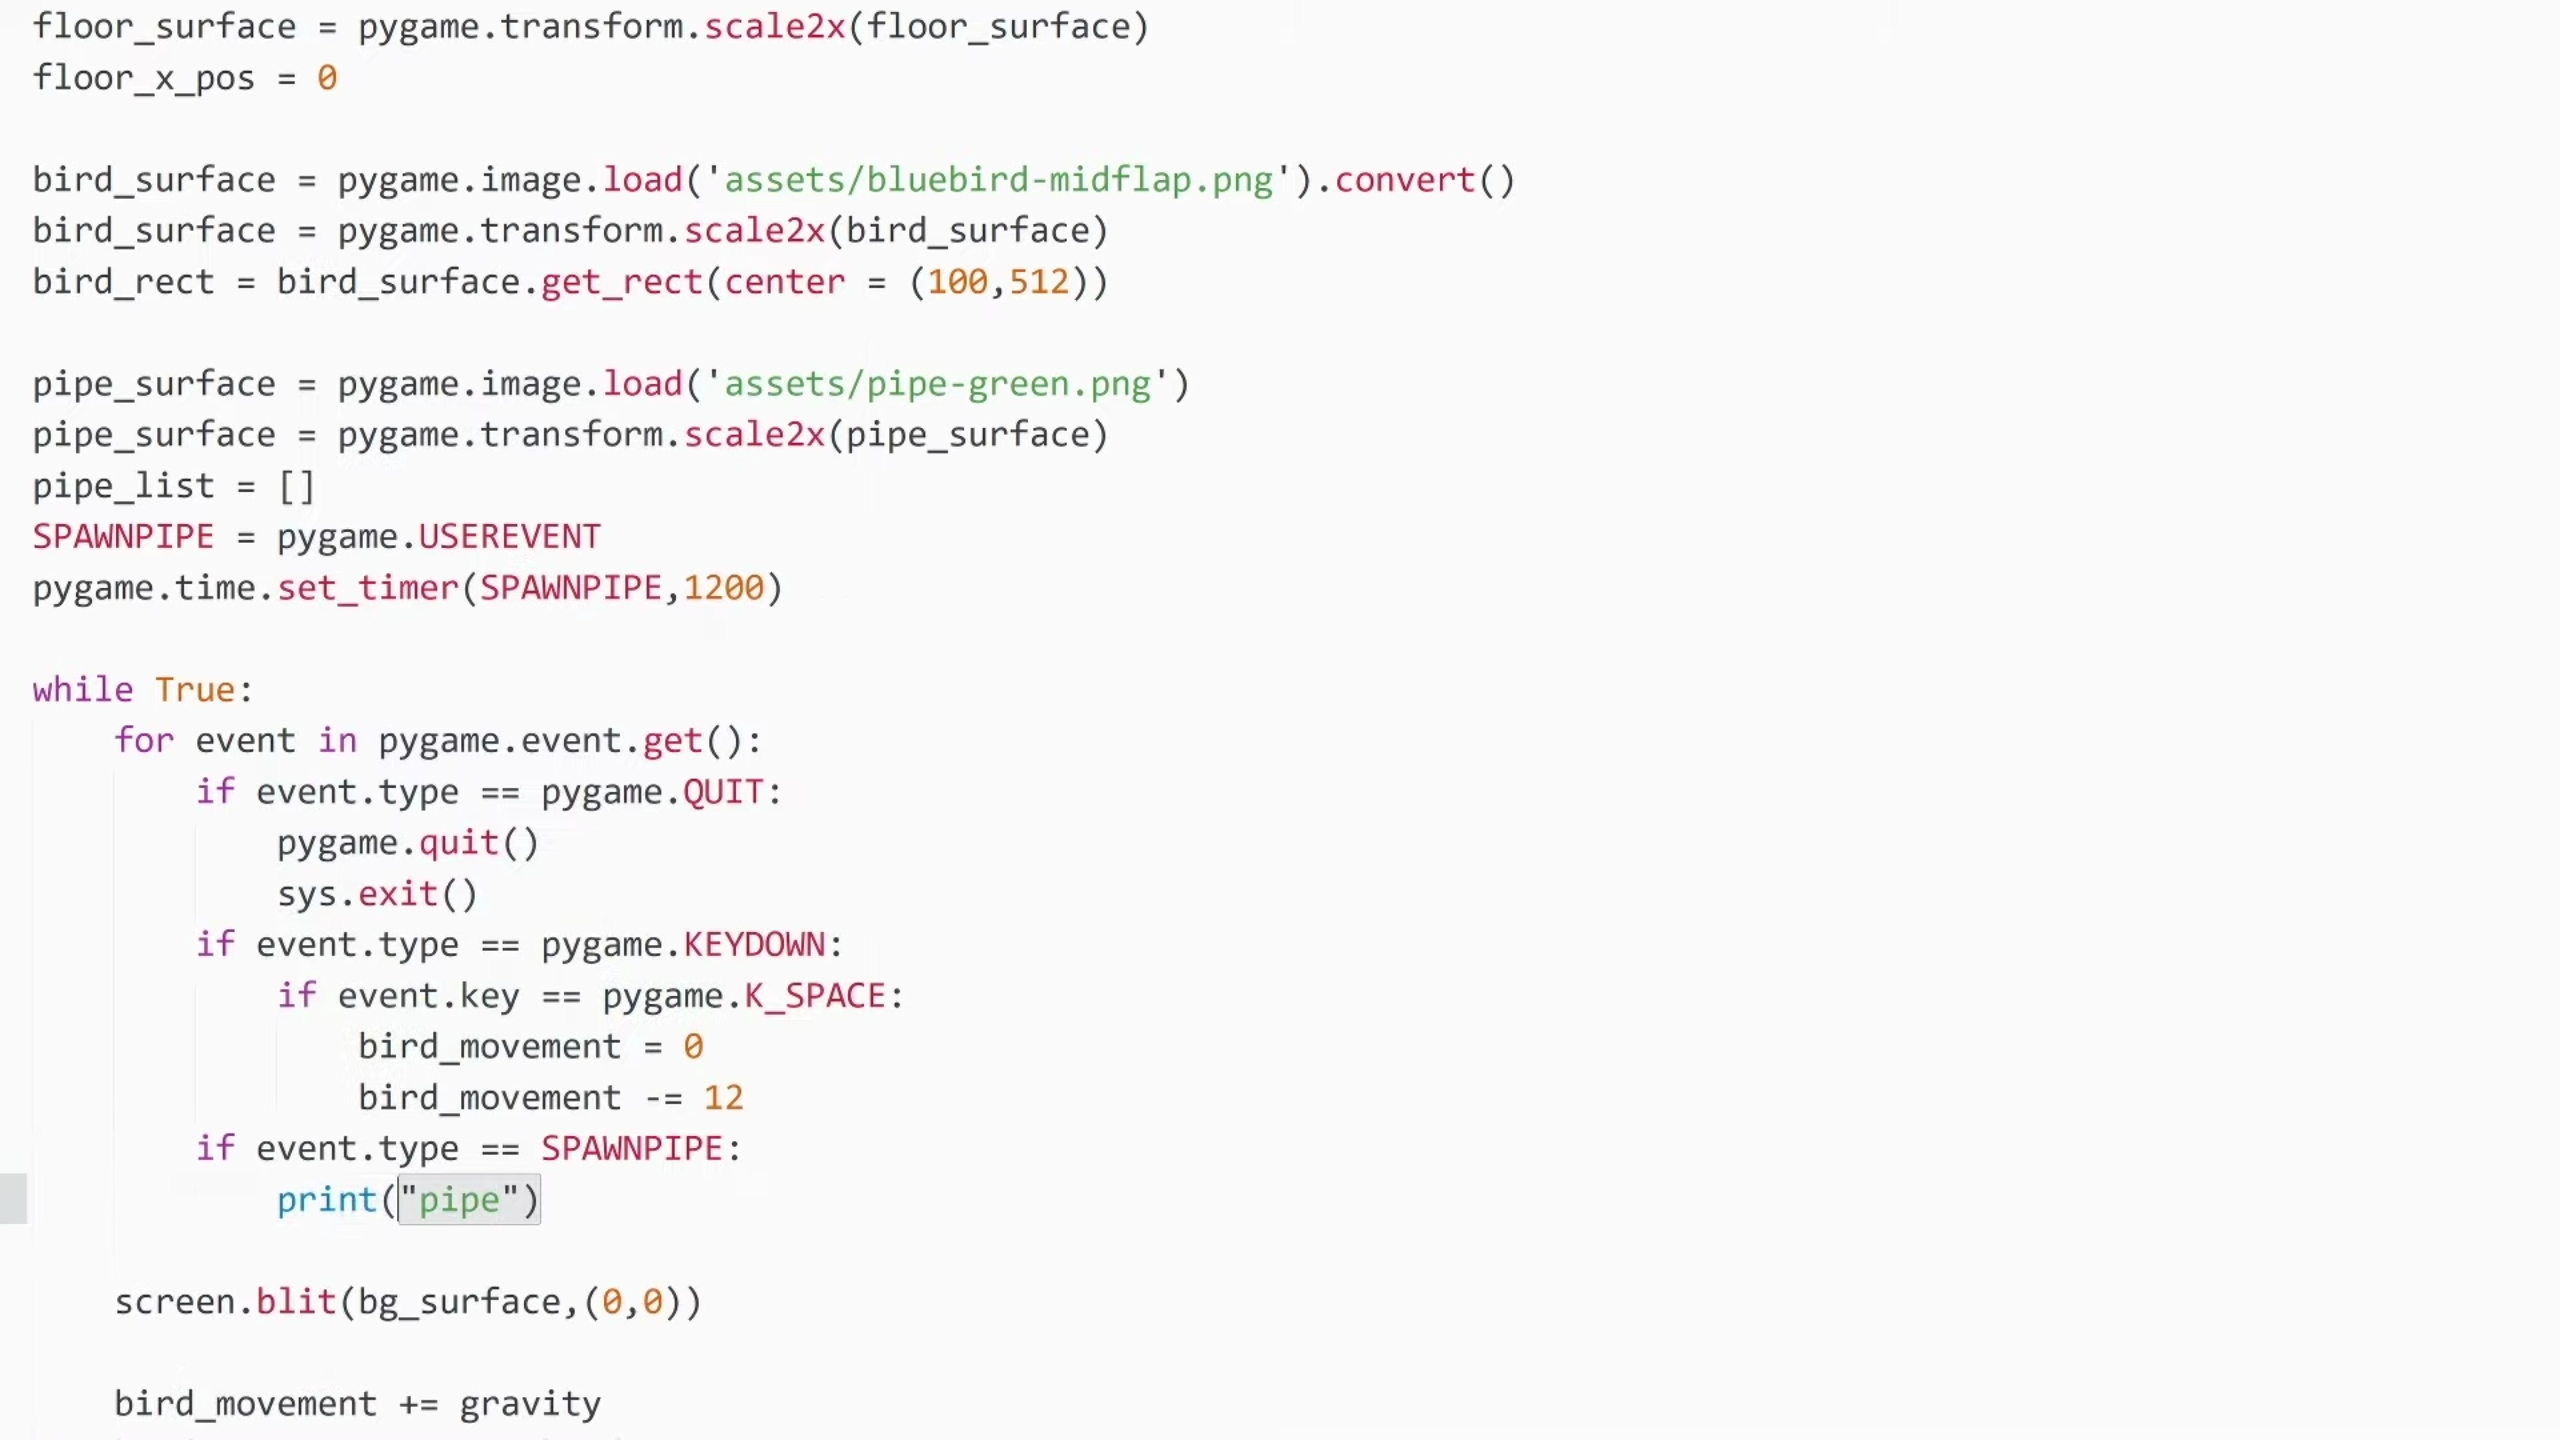 floor_surface = pygame.transform.scale2x(floor_surface)
floor_x_pos = 0
bird_surface = pygame.image.load('assets/bluebird-midflap.png').convert()
bird_surface = pygame.transform.scale2x(bird_surface)
bird_rect = bird_surface.get_rect(center = (100,512))
pipe_surface = pygame.image.load('assets/pipe-green.png')
pipe_surface = pygame.transform.scale2x(pipe_surface)
pipe_list = []
SPAWNPIPE = pygame.USEREVENT
pygame.time.set_timer(SPAWNPIPE,1200)
while True:
    for event in pygame.event.get():
        if event.type == pygame.QUIT:
            pygame.quit()
            sys.exit()
        if event.type == pygame.KEYDOWN:
            if event.key == pygame.K_SPACE:
                bird_movement = 0
                bird_movement -= 12
        if event.type == SPAWNPIPE:
            print("pipe")
    screen.blit(bg_surface,(0,0))
    bird_movement += gravity